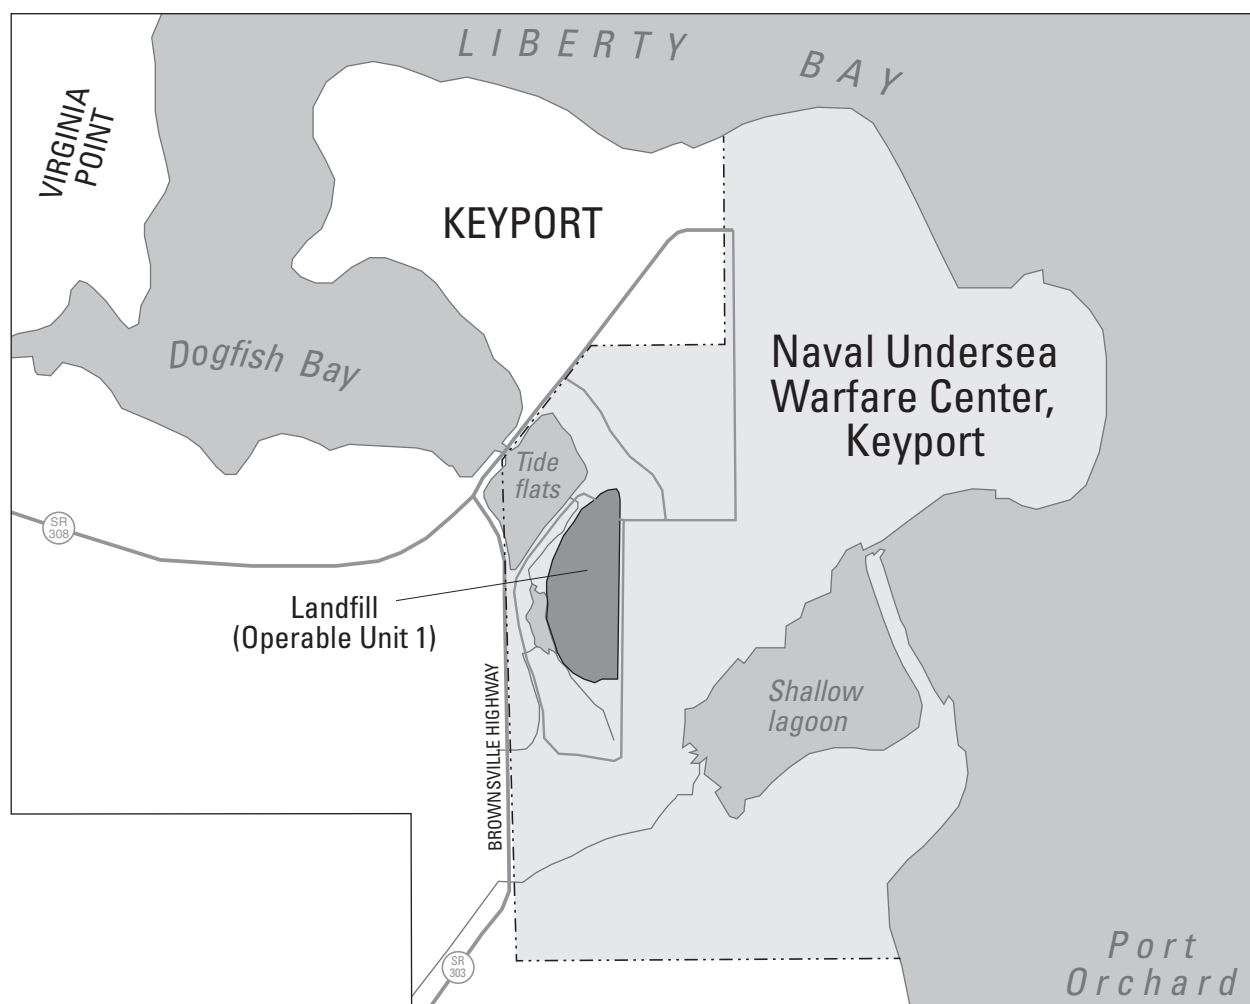 LIBERTY BAY
VIRGINIA
POINT
KEYPORT
Dogfish Bay
Naval Undersea
Warfare Center,
Keyport
Tide
flats
SR
308
Landfill
(Operable Unit 1)
BROWNSVILLE HIGHWAY
Shallow
lagoon
SR
303
Port
Orchard